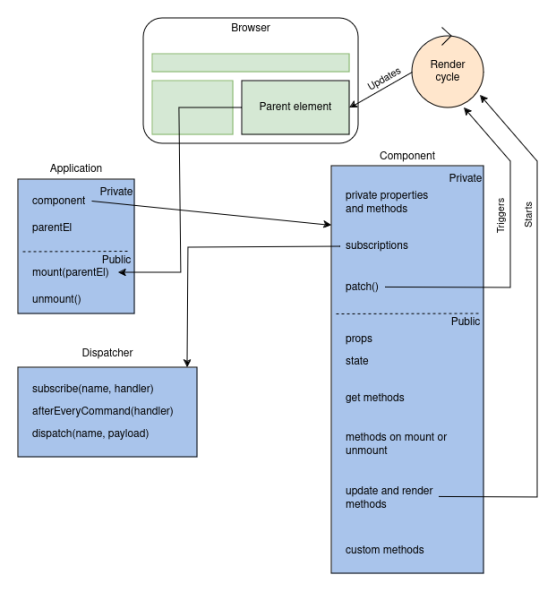 Browser
Render
cycle
Updates
Parent element
Application
Private
component
parentEl
Public
mount(parentEl)
unmount()
Component
Private
private properties
and methods
subscriptions
patch()
Public
props
state
get methods
methods on mount or
unmount
update and render
methods
custom methods
Triggers
Starts
Dispatcher
subscribe(name, handler)
afterEveryCommand(handler)
dispatch(name, payload)